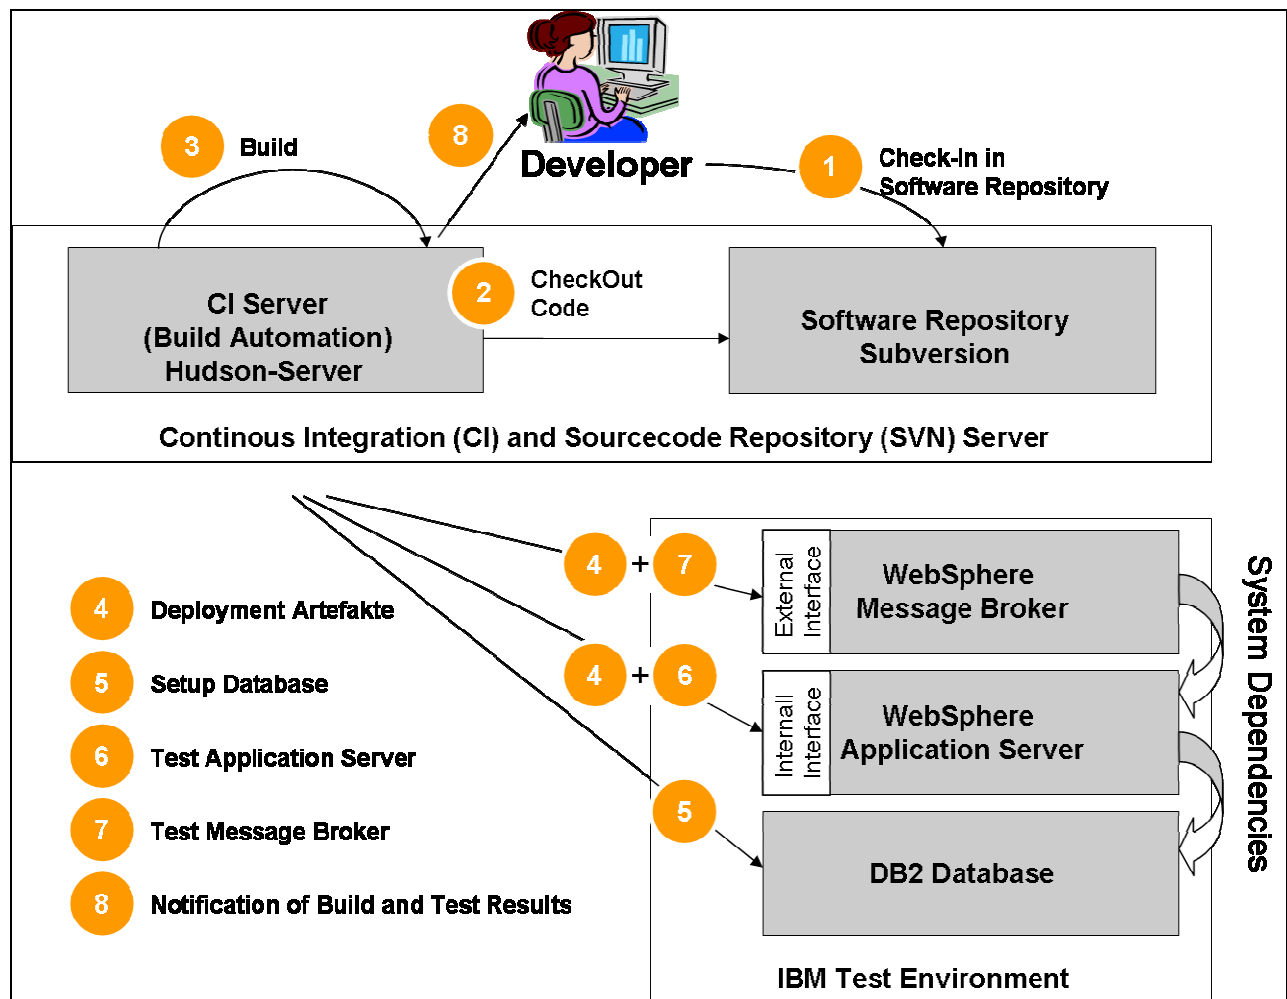 3
Build
8
Developer
1
Check-In in
Software Repository
CI Server
(Build Automation)
Hudson-Server
2
CheckOut
Code
Software Repository
Subversion
Continous Integration (CI) and Sourcecode Repository (SVN) Server
4
Deployment Artefakte
5
Setup Database
6
Test Application Server
7
Test Message Broker
8
Notification of Build and Test Results
4 + 7
External
Interface
WebSphere
Message Broker
4 + 6
Internall
Interface
WebSphere
Application Server
5
DB2 Database
IBM Test Environment
System Dependencies